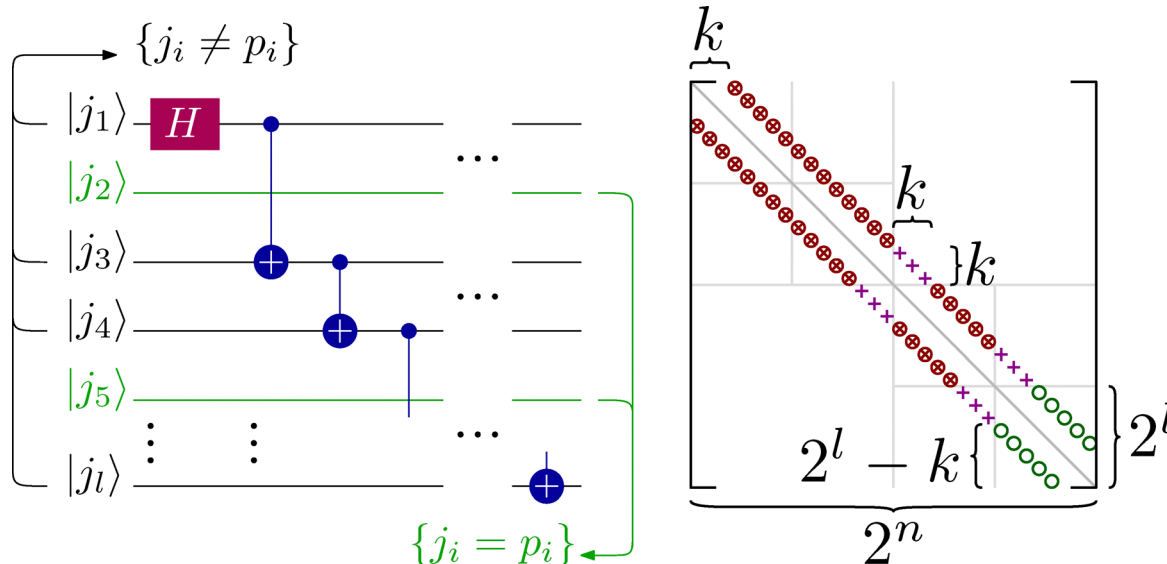 {j_i ≠ p_i}
|j_1⟩ H
...
|j_2⟩
|j_3⟩
...
|j_4⟩
|j_5⟩
⋮ ⋮ ...
|j_l⟩
{j_i = p_i}
k
k
k
2^l
2^l − k
2^n